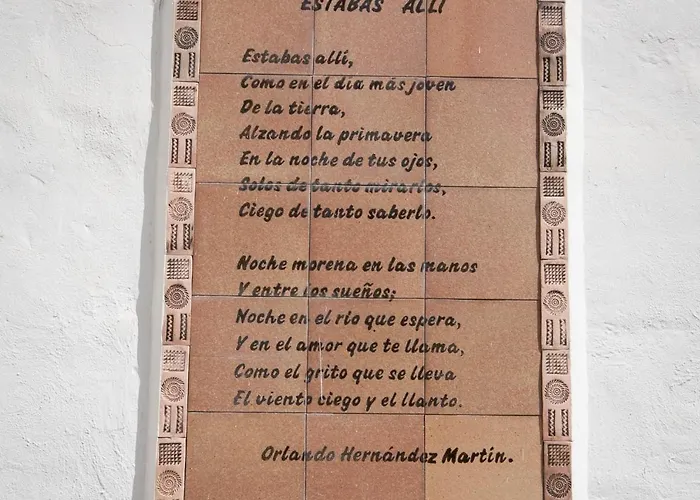 ESTABAS ALLÍ
Estabas allí,
Como en el día más joven
De la tierra,
Alzando la primavera
En la noche de tus ojos,
Solos de tanto mirarlos,
Ciego de tanto saberlo.
Noche morena en las manos
Y entre los sueños;
Noche en el río que espera,
Y en el amor que te llama,
Como el grito que se lleva
El viento ciego y el llanto.
Orlando Hernández Martín.